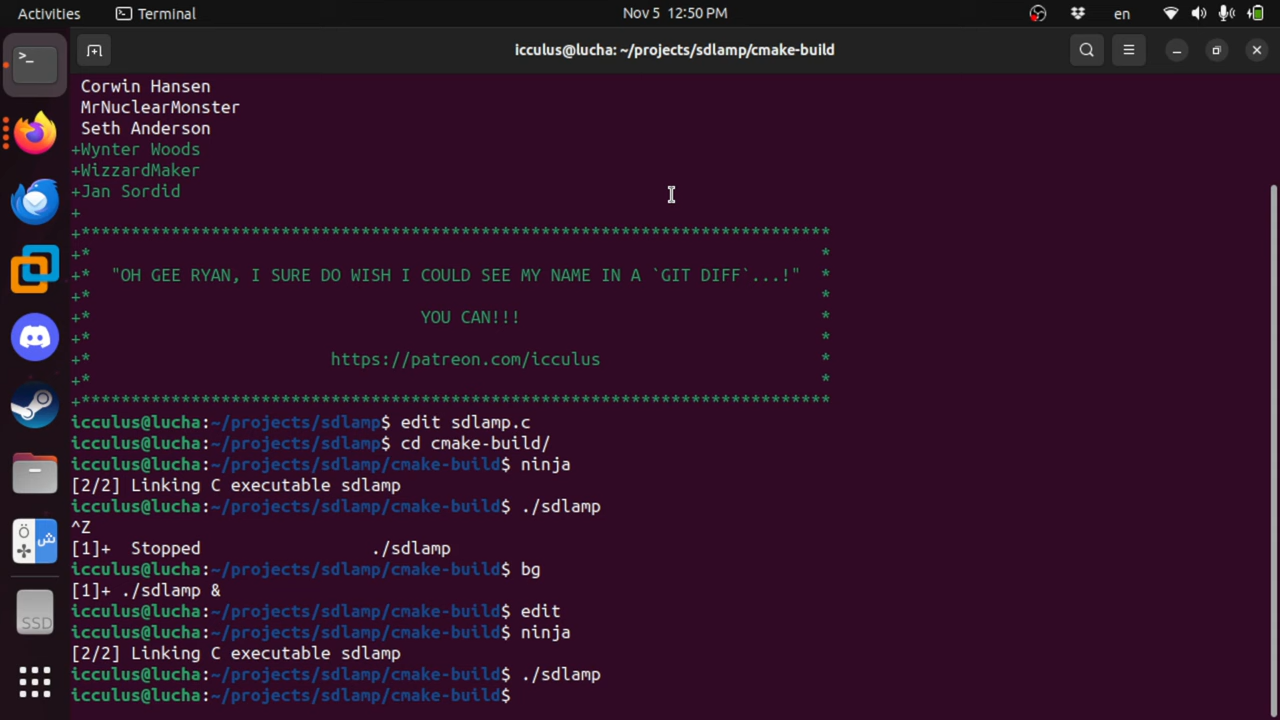 Activities
Terminal
Nov 5 12:50 PM
en
icculus@lucha: ~/projects/sdlamp/cmake-build
Corwin Hansen
MrNuclearMonster
Seth Anderson
+Wynter Woods
+WizzardMaker
+Jan Sordid
+
+***************************************************************************
+* *
+* "OH GEE RYAN, I SURE DO WISH I COULD SEE MY NAME IN A `GIT DIFF`...!" *
+* *
+* YOU CAN!!! *
+* *
+* https://patreon.com/icculus *
+* *
+***************************************************************************
icculus@lucha:~/projects/sdlamp$ edit sdlamp.c
icculus@lucha:~/projects/sdlamp$ cd cmake-build/
icculus@lucha:~/projects/sdlamp/cmake-build$ ninja
[2/2] Linking C executable sdlamp
icculus@lucha:~/projects/sdlamp/cmake-build$ ./sdlamp
^Z
[1]+ Stopped ./sdlamp
icculus@lucha:~/projects/sdlamp/cmake-build$ bg
[1]+ ./sdlamp &
icculus@lucha:~/projects/sdlamp/cmake-build$ edit
icculus@lucha:~/projects/sdlamp/cmake-build$ ninja
[2/2] Linking C executable sdlamp
icculus@lucha:~/projects/sdlamp/cmake-build$ ./sdlamp
icculus@lucha:~/projects/sdlamp/cmake-build$
SSD